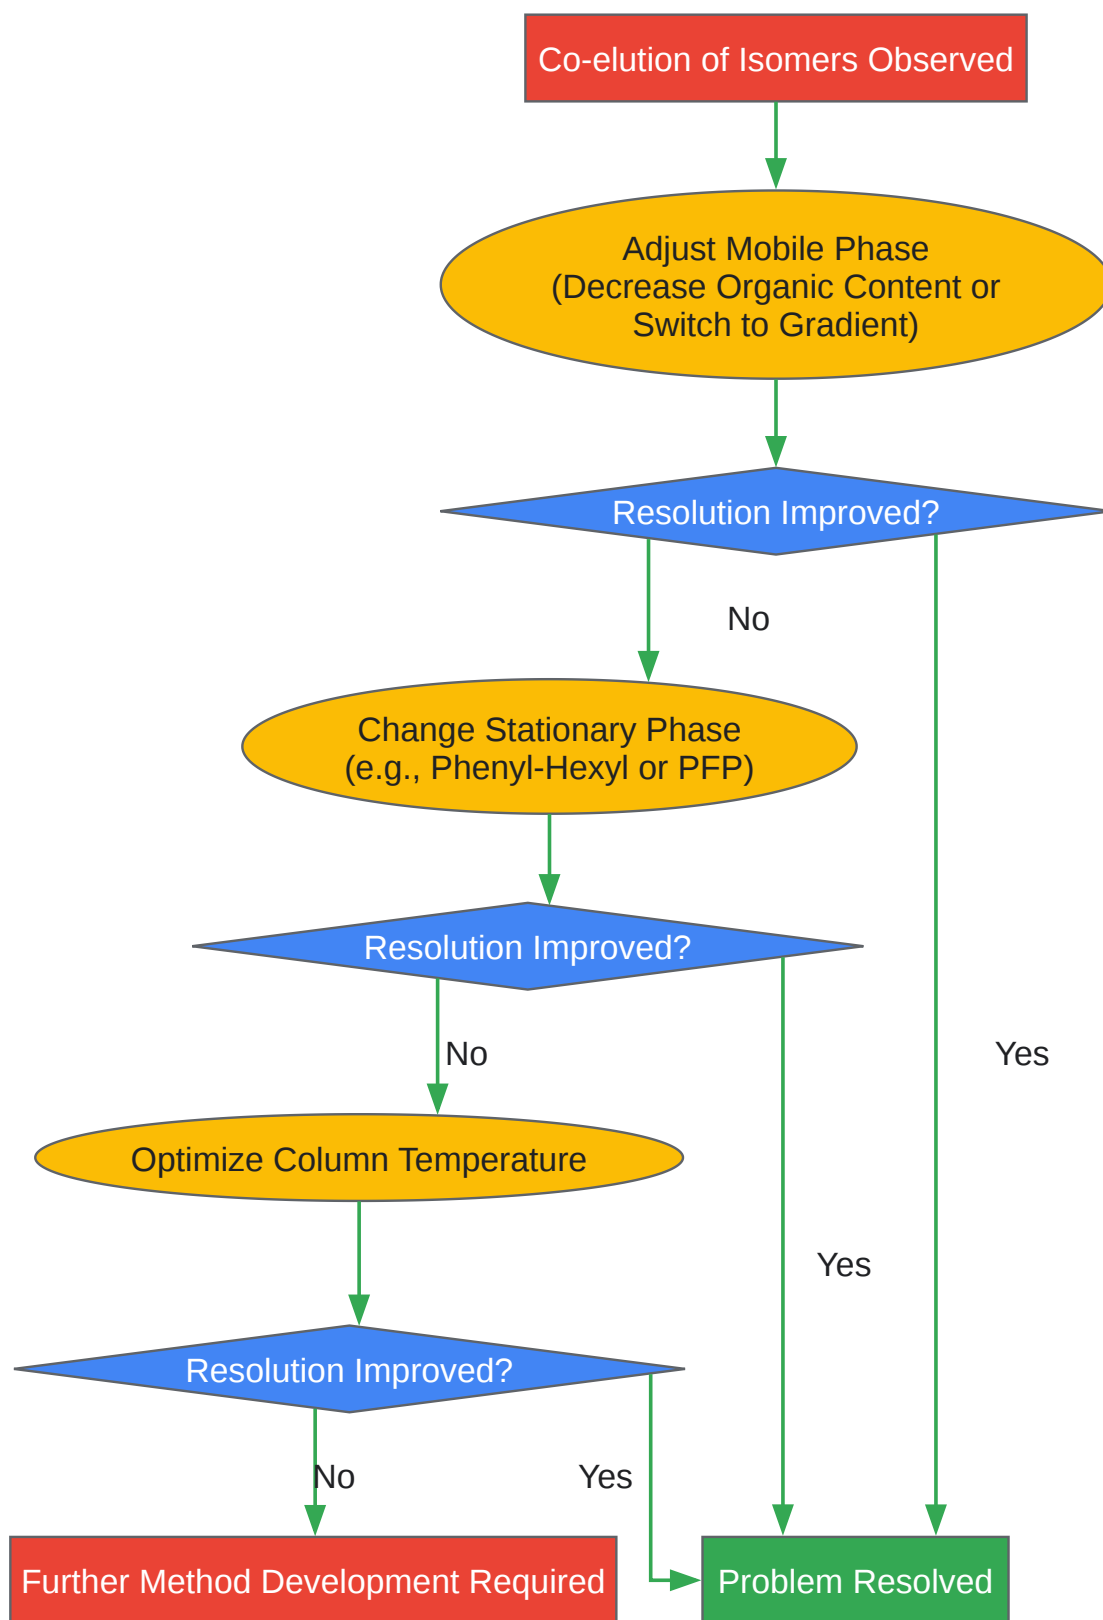 Co-elution of Isomers Observed
Adjust Mobile Phase
(Decrease Organic Content or
Switch to Gradient)
Resolution Improved?
No
Change Stationary Phase
(e.g., Phenyl-Hexyl or PFP)
Resolution Improved?
No
Yes
Optimize Column Temperature
Yes
Resolution Improved?
No
Yes
Further Method Development Required
Problem Resolved